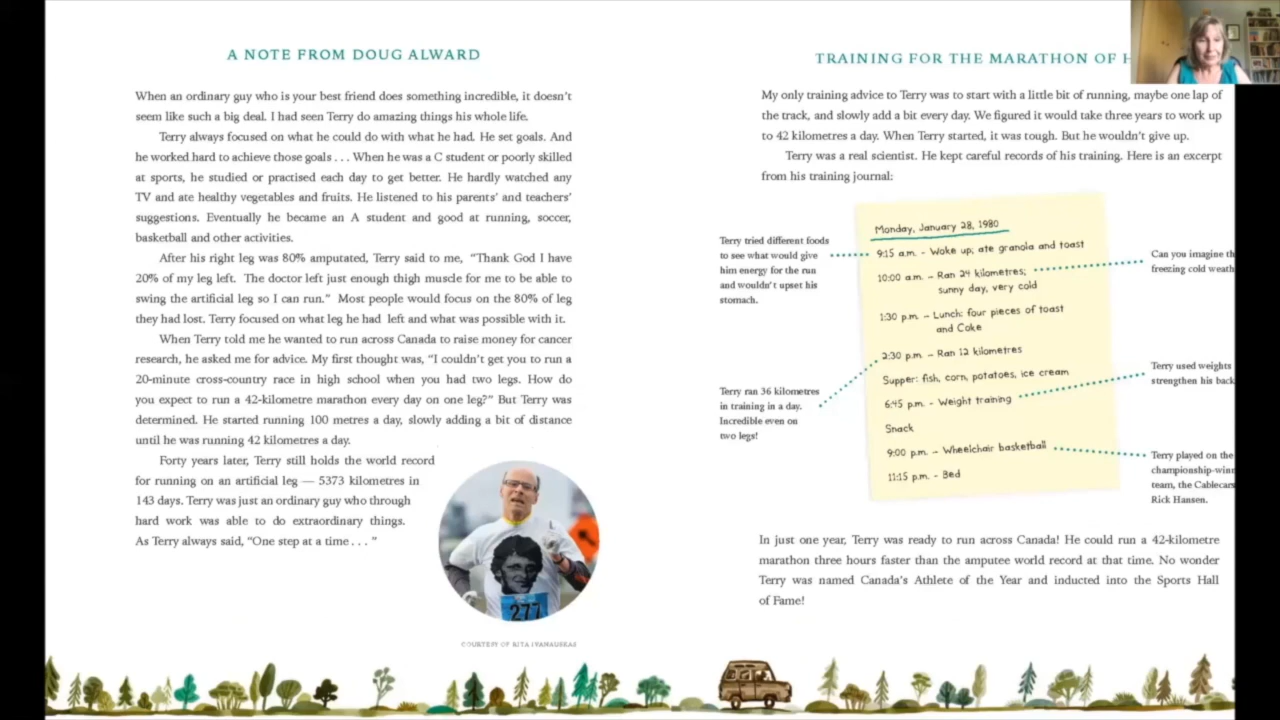 A NOTE FROM DOUG ALWARD
When an ordinary guy who is your best friend does something incredible, it doesn't
seem like such a big deal. I had seen Terry do amazing things his whole life.
Terry always focused on what he could do with what he had. He set goals. And
he worked hard to achieve those goals . . . When he was a C student or poorly skilled
at sports, he studied or practised each day to get better. He hardly watched any
TV and ate healthy vegetables and fruits. He listened to his parents' and teachers'
suggestions. Eventually he became an A student and good at running, soccer,
basketball and other activities.
After his right leg was 80% amputated, Terry said to me, "Thank God I have
20% of my leg left. The doctor left just enough thigh muscle for me to be able to
swing the artificial leg so I can run." Most people would focus on the 80% of leg
they had lost. Terry focused on what leg he had left and what was possible with it.
When Terry told me he wanted to run across Canada to raise money for cancer
research, he asked me for advice. My first thought was, "I couldn't get you to run a
20-minute cross-country race in high school when you had two legs. How do
you expect to run a 42-kilometre marathon every day on one leg?" But Terry was
determined. He started running 100 metres a day, slowly adding a bit of distance
until he was running 42 kilometres a day.
Forty years later, Terry still holds the world record
for running on an artificial leg — 5373 kilometres in
143 days. Terry was just an ordinary guy who through
hard work was able to do extraordinary things.
As Terry always said, "One step at a time . . . "
277
COURTESY OF RITA IVANAUSKAS
TRAINING FOR THE MARATHON OF H
My only training advice to Terry was to start with a little bit of running, maybe one lap of
the track, and slowly add a bit every day. We figured it would take three years to work up
to 42 kilometres a day. When Terry started, it was tough. But he wouldn't give up.
Terry was a real scientist. He kept careful records of his training. Here is an excerpt
from his training journal:
Terry tried different foods
to see what would give
him energy for the run
and wouldn't upset his
stomach.
Terry ran 36 kilometres
in training in a day.
Incredible even on
two legs!
Monday, January 28, 1980
9:15 a.m. - Woke up; ate granola and toast
10:00 a.m. - Ran 24 kilometres;
sunny day, very cold
1:30 p.m. - Lunch: four pieces of toast
and Coke
2:30 p.m. - Ran 12 kilometres
Supper: fish, corn, potatoes, ice cream
6:45 p.m. - Weight training
Snack
9:00 p.m. - Wheelchair basketball
11:15 p.m. - Bed
Can you imagine th
freezing cold weath
Terry used weights
strengthen his back
Terry played on the
championship-winn
team, the Cablecars
Rick Hansen.
In just one year, Terry was ready to run across Canada! He could run a 42-kilometre
marathon three hours faster than the amputee world record at that time. No wonder
Terry was named Canada's Athlete of the Year and inducted into the Sports Hall
of Fame!